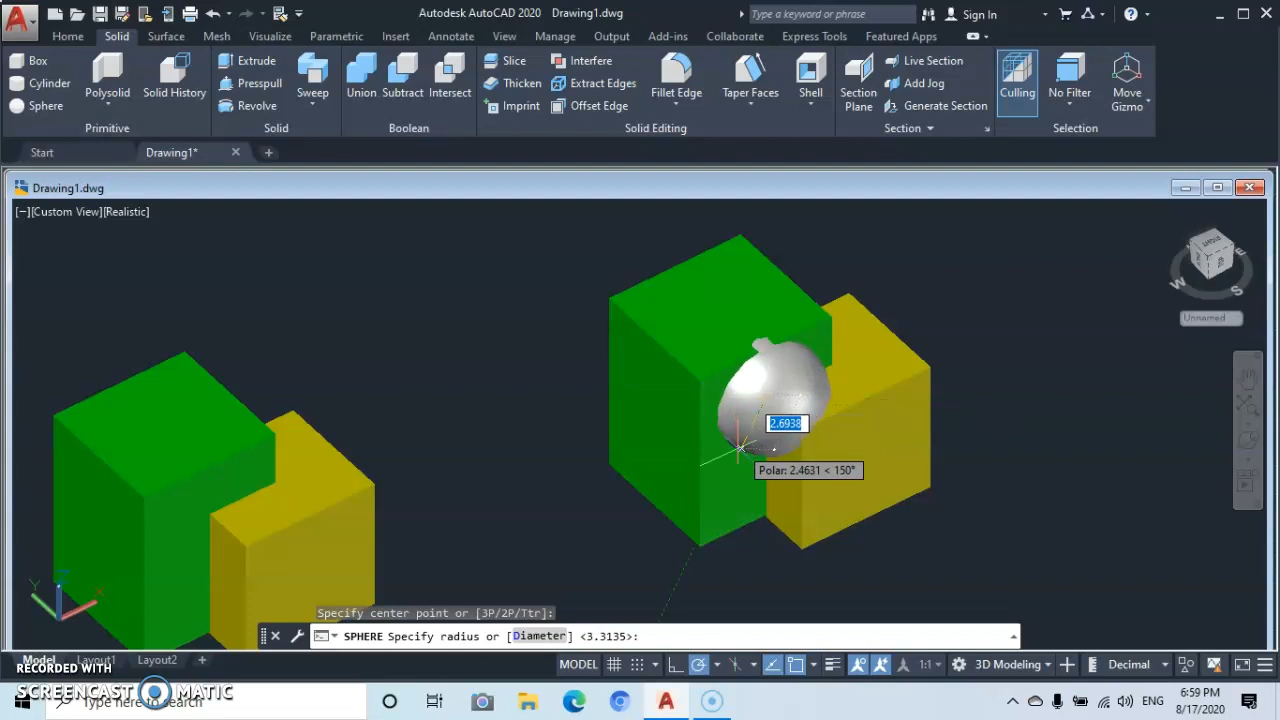 Autodesk AutoCAD 2020 Drawing1.dwg
Type a keyword or phrase
Sign In
Home Solid Surface Mesh Visualize Parametric Insert Annotate View Manage Output Add-ins Collaborate Express Tools Featured Apps
Box
Cylinder
Sphere
Polysolid
Solid History
Primitive
Extrude
Presspull
Revolve
Sweep
Solid
Union
Subtract
Intersect
Boolean
Slice
Thicken
Imprint
Interfere
Extract Edges
Offset Edge
Fillet Edge
Taper Faces
Shell
Solid Editing
Section
Plane
Live Section
Add Jog
Generate Section
Section
Culling
No Filter
Move
Gizmo
Selection
Start
Drawing1*
Drawing1.dwg
[−][Custom View][Realistic]
RIGHT
W
S
E
Unnamed
2.6938
Polar: 2.4631 < 150°
Y
X
Specify center point or [3P/2P/Ttr]:
SPHERE Specify radius or [Diameter] <3.3135>:
Model Layout1 Layout2
MODEL
1:1
3D Modeling
Decimal
RECORDED WITH
SCREENCAST MATIC
Type here to search
ENG
6:59 PM
8/17/2020